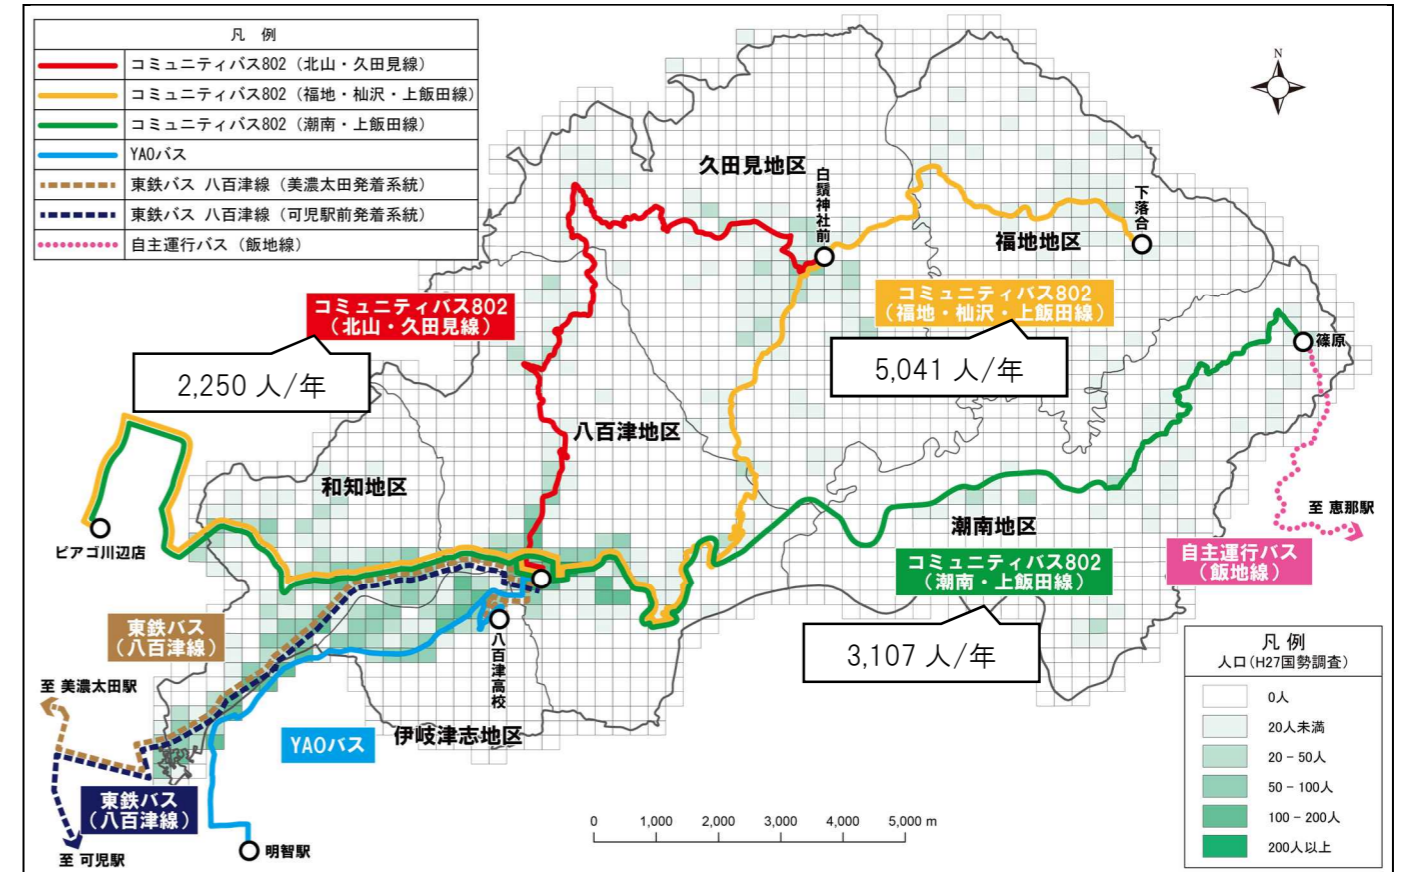 凡 例
コミュニティバス802（北山・久田見線）
コミュニティバス802（福地・杣沢・上飯田線）
コミュニティバス802（潮南・上飯田線）
YAOバス
東鉄バス 八百津線（美濃太田発着系統）
東鉄バス 八百津線（可児駅前発着系統）
自主運行バス（飯地線）
N
久田見地区
白鬚神社前
下落合
福地地区
コミュニティバス802
（北山・久田見線）
2,250 人/年
コミュニティバス802
（福地・杣沢・上飯田線）
5,041 人/年
篠原
八百津地区
和知地区
ピアゴ川辺店
潮南地区
至 恵那駅
自主運行バス
（飯地線）
コミュニティバス802
（潮南・上飯田線）
3,107 人/年
東鉄バス
（八百津線）
八百津高校
至 美濃太田駅
伊岐津志地区
YAOバス
東鉄バス
（八百津線）
至 可児駅
明智駅
0 1,000 2,000 3,000 4,000 5,000 m
凡 例
人口（H27国勢調査）
0人
20人未満
20 - 50人
50 - 100人
100 - 200人
200人以上